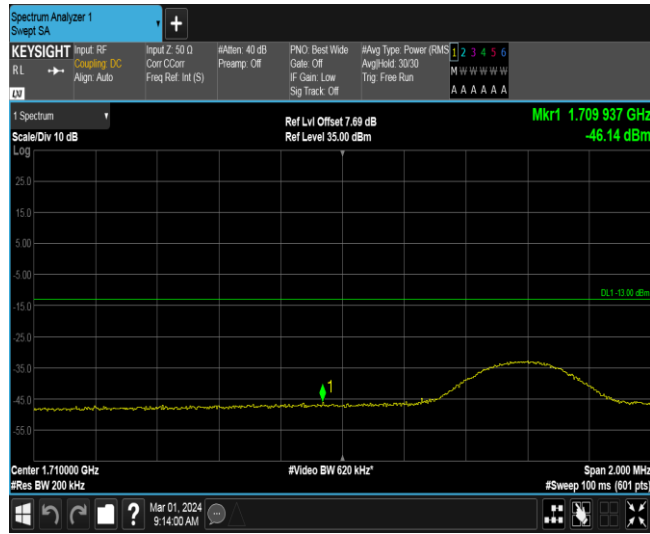 Spectrum Analyzer 1
Swept SA
+
KEYSIGHT Input: RF Input Z: 50 Ω #Atten: 40 dB PNO: Best Wide #Avg Type: Power (RMS 1 2 3 4 5 6
RL Coupling: DC Corr CCorr Preamp: Off Gate: Off Avg|Hold: 30/30 M W W W W W
Align: Auto Freq Ref: Int (S) IF Gain: Low Trig: Free Run
LXI Sig Track: Off A A A A A A
1 Spectrum Ref Lvl Offset 7.69 dB Mkr1 1.709 937 GHz
Scale/Div 10 dB Ref Level 35.00 dBm -46.14 dBm
Log
25.0
15.0
5.00
-5.00
DL1 -13.00 dBm
-15.0
-25.0
-35.0
1
-45.0
-55.0
Center 1.710000 GHz #Video BW 620 kHz* Span 2.000 MHz
#Res BW 200 kHz #Sweep 100 ms (601 pts)
? Mar 01, 2024
9:14:00 AM